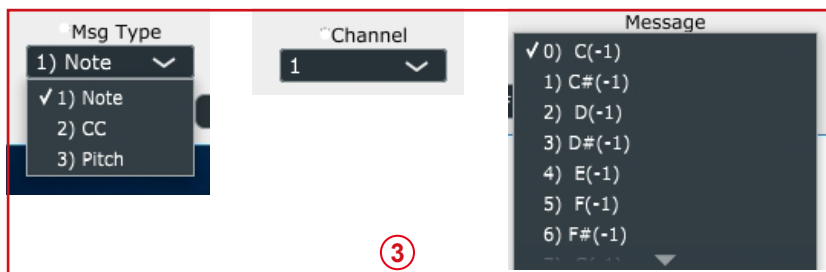 Msg Type
1) Note
✓ 1) Note
2) CC
3) Pitch
Channel
1
Message
✓ 0) C(-1)
1) C#(-1)
2) D(-1)
3) D#(-1)
4) E(-1)
5) F(-1)
6) F#(-1)
3